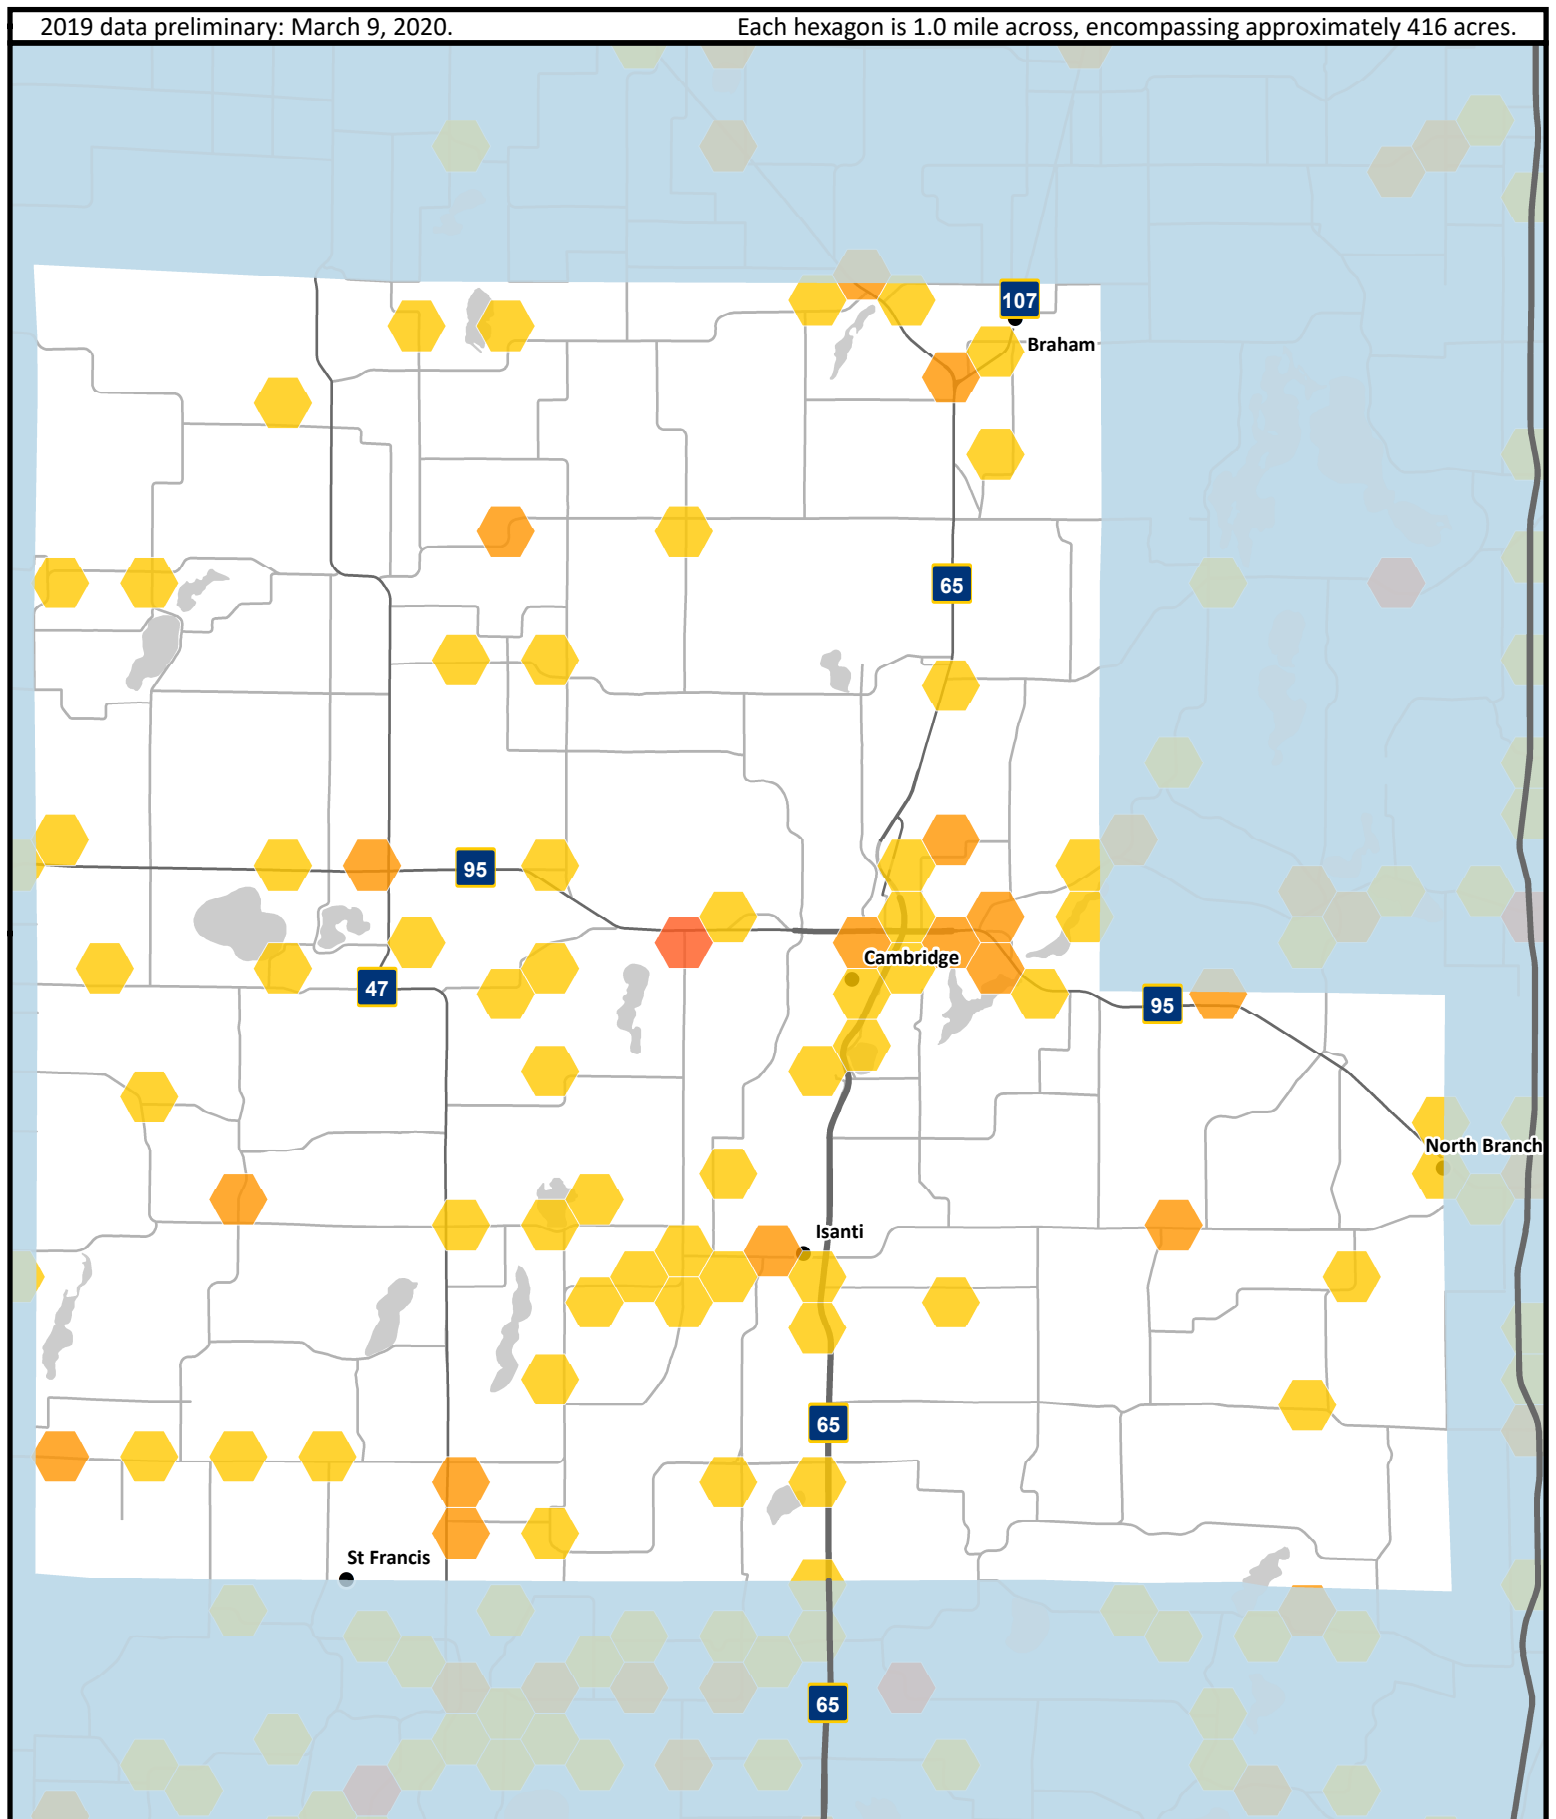 2019 data preliminary: March 9, 2020.
Each hexagon is 1.0 mile across, encompassing approximately 416 acres.
107
Braham
65
95
Cambridge
47
95
North Branch
Isanti
65
St Francis
65